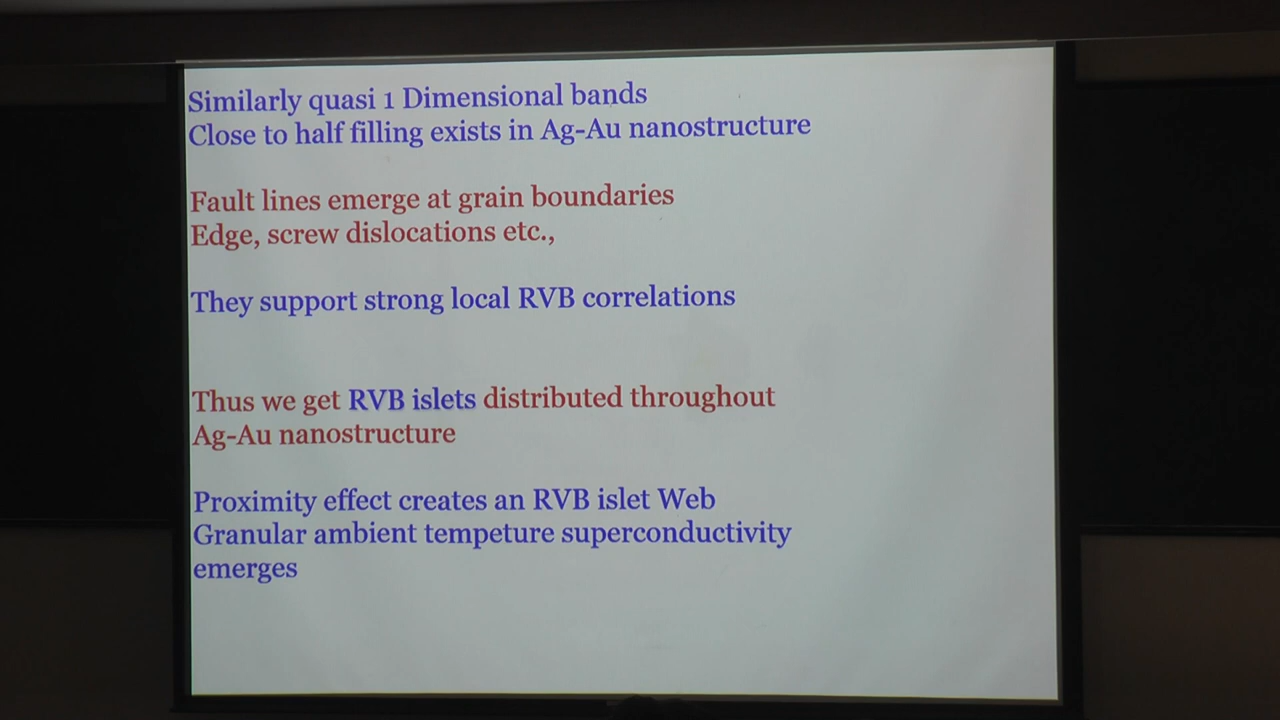 Similarly quasi 1 Dimensional bands
Close to half filling exists in Ag-Au nanostructure
Fault lines emerge at grain boundaries
Edge, screw dislocations etc.,
They support strong local RVB correlations
Thus we get RVB islets distributed throughout
Ag-Au nanostructure
Proximity effect creates an RVB islet Web
Granular ambient tempeture superconductivity
emerges